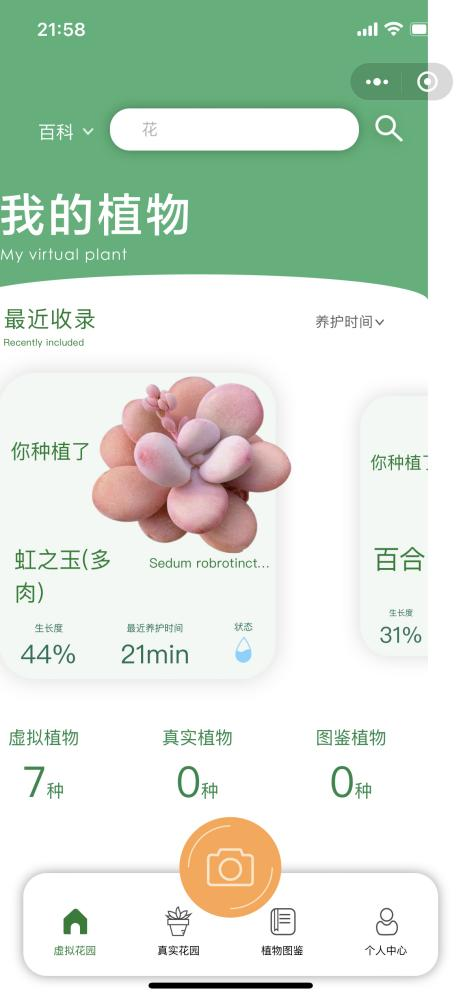 21:58
百科
花
我的植物
My virtual plant
最近收录
Recently included
养护时间
你种植了
虹之玉(多
肉)
Sedum robrotinct...
生长度
最近养护时间
状态
44%
21min
你种植
百合
生长度
31%
虚拟植物
真实植物
图鉴植物
7种
0种
0种
虚拟花园
真实花园
植物图鉴
个人中心